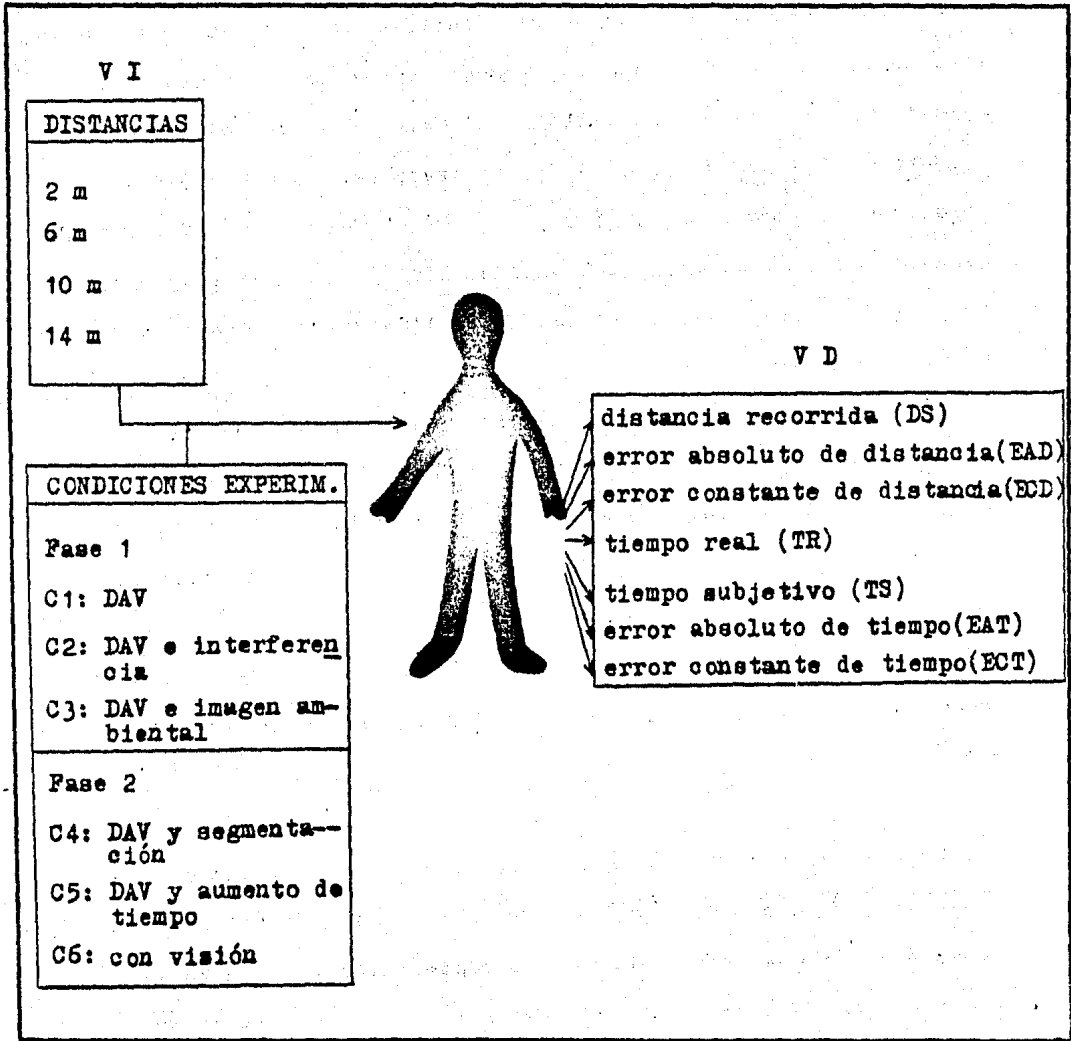 V I
DISTANCIAS
2 m
6 m
10 m
14 m
CONDICIONES EXPERIM.
Fase 1
C1: DAV
C2: DAV e interferen
cia
C3: DAV e imagen am-
biental
Fase 2
C4: DAV y segmenta--
ción
C5: DAV y aumento de
tiempo
C6: con visión
V D
distancia recorrida (DS)
error absoluto de distancia(EAD)
error constante de distancia(ECD)
tiempo real (TR)
tiempo subjetivo (TS)
error absoluto de tiempo(EAT)
error constante de tiempo(ECT)